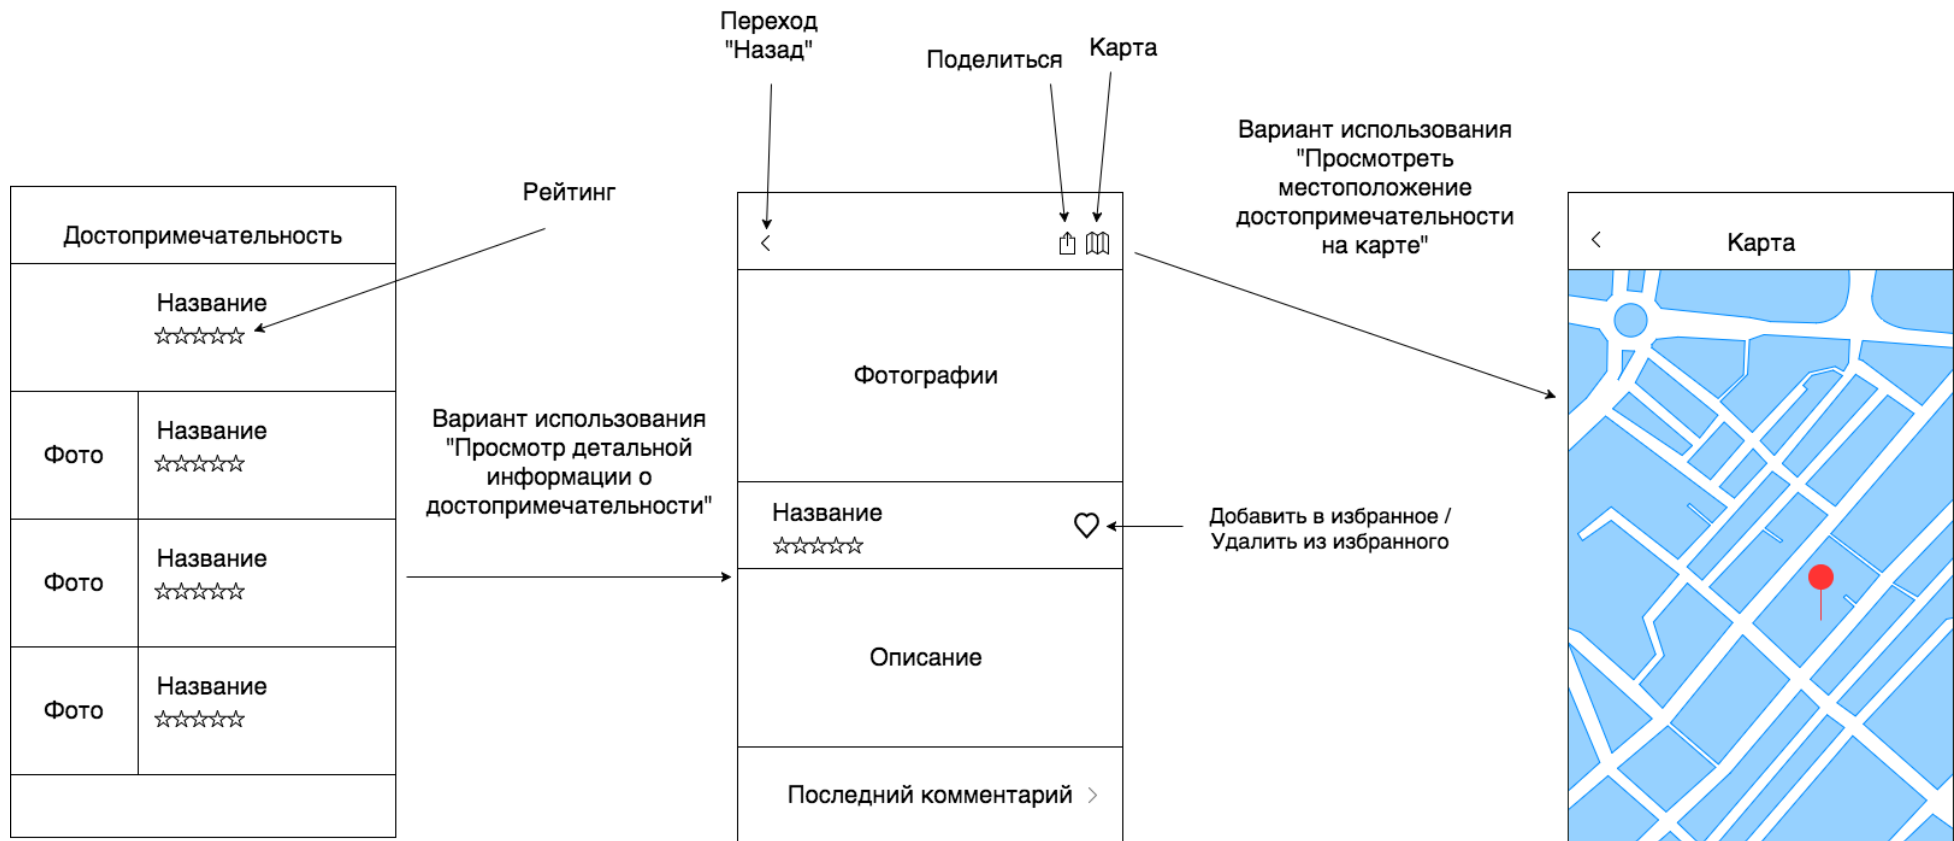 Переход
"Назад"
Поделиться
Карта
Рейтинг
Вариант использования
"Просмотреть
местоположение
достопримечательности
на карте"
Достопримечательность
Название
Фото
Название
Фото
Название
Фото
Название
Вариант использования
"Просмотр детальной
информации о
достопримечательности"
Фотографии
Название
Добавить в избранное /
Удалить из избранного
Описание
Последний комментарий
Карта